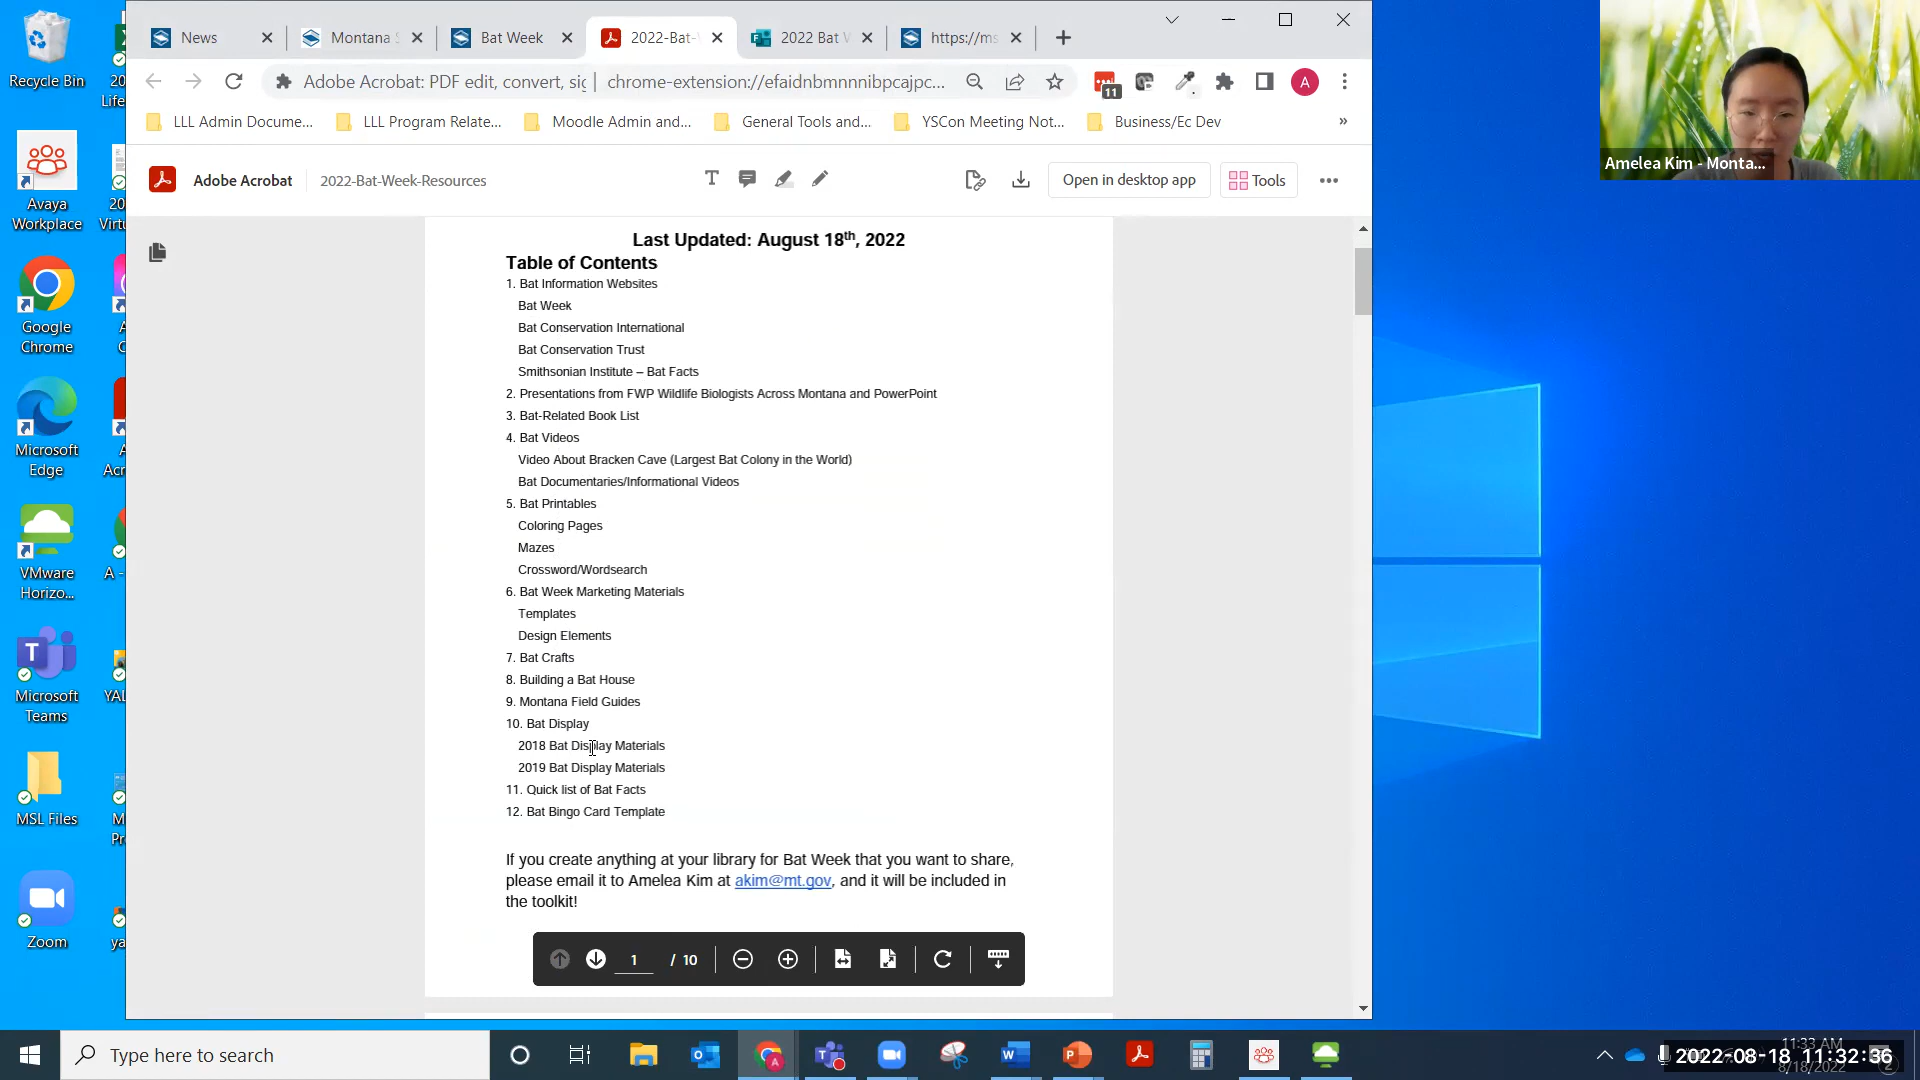 News
Montana S
Bat Week
2022-Bat-
2022 Bat W
https://ms
Adobe Acrobat: PDF edit, convert, sig | chrome-extension://efaidnbmnnnibpcajpc...
11
A
LLL Admin Docume...
LLL Program Relate...
Moodle Admin and...
General Tools and...
YSCon Meeting Not...
Business/Ec Dev
»
Adobe Acrobat
2022-Bat-Week-Resources
Open in desktop app
Tools
Last Updated: August 18th, 2022
Table of Contents
1. Bat Information Websites
Bat Week
Bat Conservation International
Bat Conservation Trust
Smithsonian Institute – Bat Facts
2. Presentations from FWP Wildlife Biologists Across Montana and PowerPoint
3. Bat-Related Book List
4. Bat Videos
Video About Bracken Cave (Largest Bat Colony in the World)
Bat Documentaries/Informational Videos
5. Bat Printables
Coloring Pages
Mazes
Crossword/Wordsearch
6. Bat Week Marketing Materials
Templates
Design Elements
7. Bat Crafts
8. Building a Bat House
9. Montana Field Guides
10. Bat Display
2018 Bat Display Materials
2019 Bat Display Materials
11. Quick list of Bat Facts
12. Bat Bingo Card Template
If you create anything at your library for Bat Week that you want to share,
please email it to Amelea Kim at akim@mt.gov, and it will be included in
the toolkit!
1 / 10
Recycle Bin
Avaya
Workplace
Google
Chrome
Microsoft
Edge
VMware
Horizo...
Microsoft
Teams
MSL Files
Zoom
Amelea Kim - Monta...
Type here to search
11:33 AM
8/18/2022
2022-08-18 11:32:36